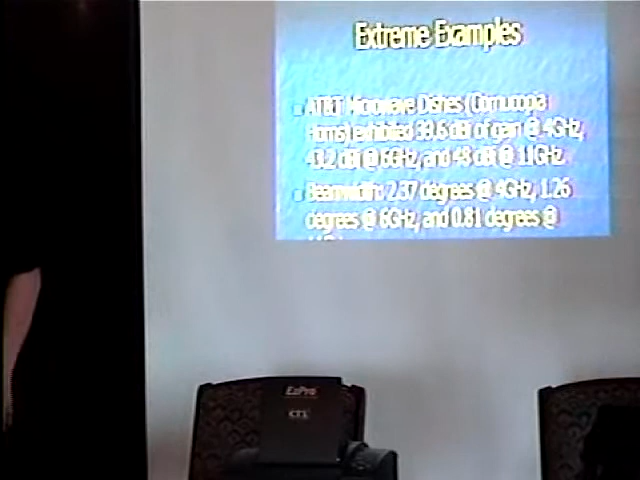 Extreme Examples
AT&T Microwave Dishes (Cornucopia
Horns) exhibited 39.6 dBi of gain @ 4GHz,
43.2 dBi @ 6GHz, and 48 dBi @ 11GHz
Beamwidth: 2.37 degrees @ 4GHz, 1.26
degrees @ 6GHz, and 0.81 degrees @
EzPro
CTL